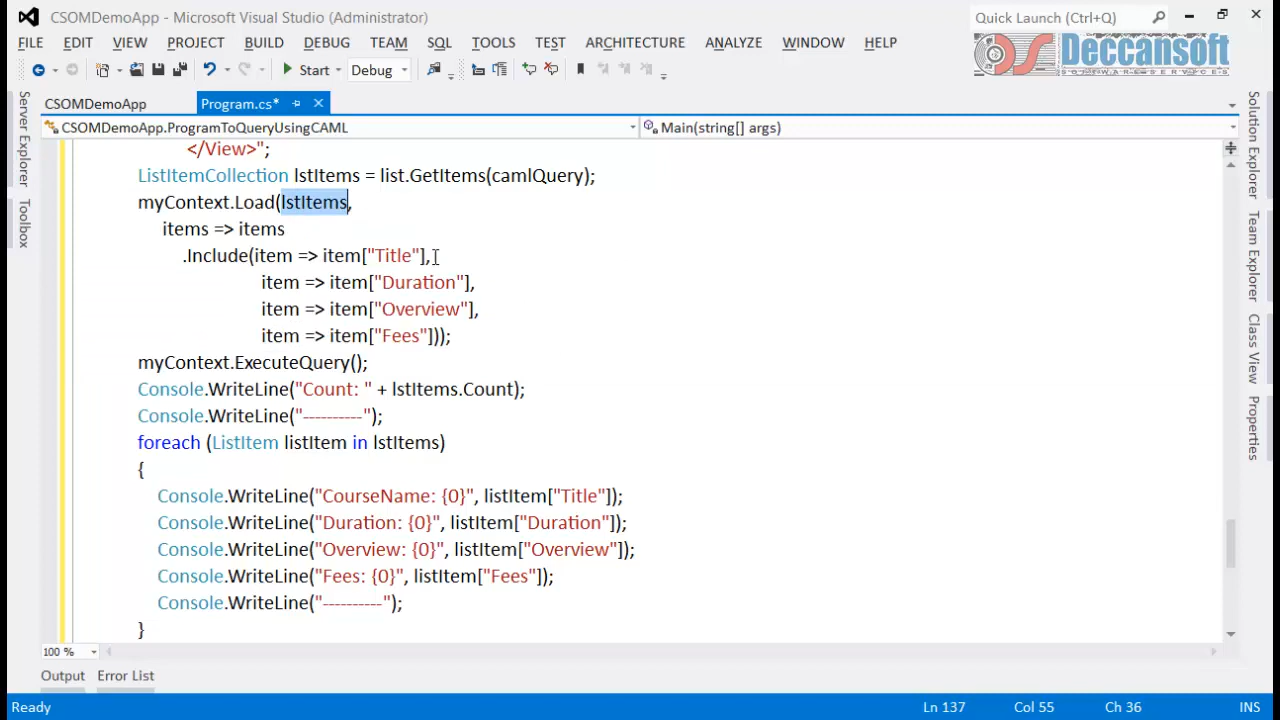 CSOMDemoApp - Microsoft Visual Studio (Administrator)
Quick Launch (Ctrl+Q)
FILE EDIT VIEW PROJECT BUILD DEBUG TEAM SQL TOOLS TEST ARCHITECTURE ANALYZE WINDOW HELP
Deccansoft
SOFTWARE SERVICES
Start Debug
CSOMDemoApp Program.cs*
CSOMDemoApp.ProgramToQueryUsingCAML Main(string[] args)
</View>";
ListItemCollection lstItems = list.GetItems(camlQuery);
myContext.Load(lstItems,
items => items
.Include(item => item["Title"],
item => item["Duration"],
item => item["Overview"],
item => item["Fees"]));
myContext.ExecuteQuery();
Console.WriteLine("Count: " + lstItems.Count);
Console.WriteLine("----------");
foreach (ListItem listItem in lstItems)
{
Console.WriteLine("CourseName: {0}", listItem["Title"]);
Console.WriteLine("Duration: {0}", listItem["Duration"]);
Console.WriteLine("Overview: {0}", listItem["Overview"]);
Console.WriteLine("Fees: {0}", listItem["Fees"]);
Console.WriteLine("----------");
}
100 %
Output Error List
Ready Ln 137 Col 55 Ch 36 INS
Server Explorer
Toolbox
Solution Explorer
Team Explorer
Class View
Properties